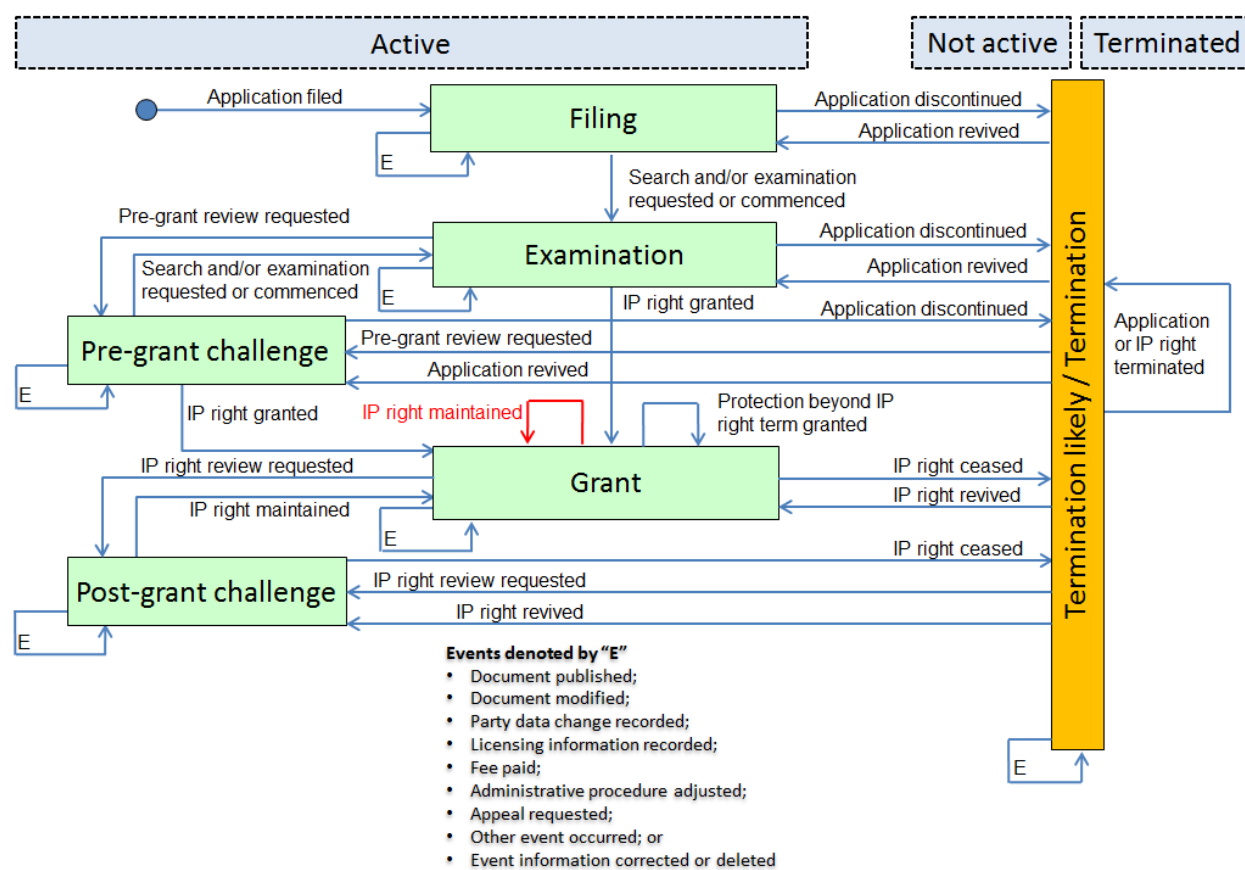 Active
Not active
Terminated
Application filed
Filing
Application discontinued
Application revived
E
Search and/or examination
requested or commenced
Pre-grant review requested
Examination
Application discontinued
Search and/or examination
requested or commenced
Application revived
E
IP right granted
Application discontinued
Pre-grant challenge
Pre-grant review requested
Application revived
E
Application
or IP right
terminated
Termination likely / Termination
IP right granted
IP right maintained
Protection beyond IP
right term granted
IP right review requested
Grant
IP right ceased
IP right revived
IP right maintained
E
IP right ceased
Post-grant challenge
IP right review requested
IP right revived
E
Events denoted by “E”
• Document published;
• Document modified;
• Party data change recorded;
• Licensing information recorded;
• Fee paid;
• Administrative procedure adjusted;
• Appeal requested;
• Other event occurred; or
• Event information corrected or deleted
E